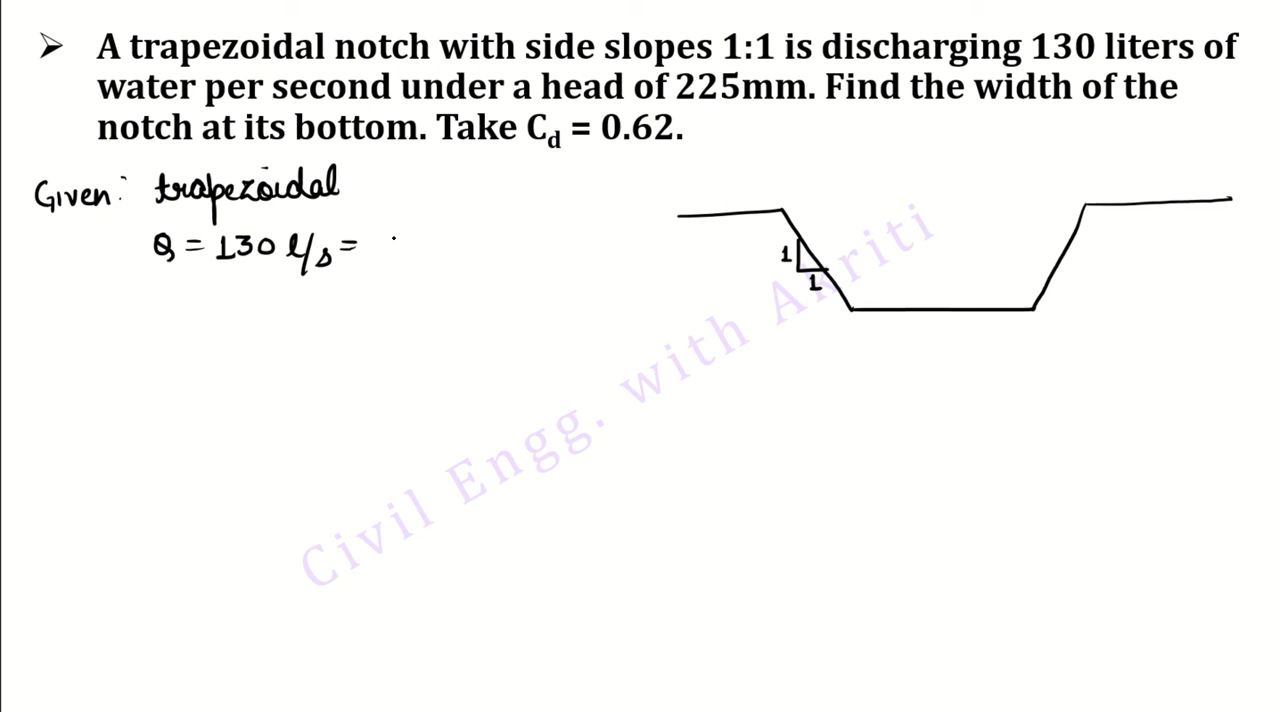 ➢ A trapezoidal notch with side slopes 1:1 is discharging 130 liters of
water per second under a head of 225mm. Find the width of the
notch at its bottom. Take Cd = 0.62.
Given: trapezoidal
Q = 130 l/s =
1
1
Civil Engg. with Akriti